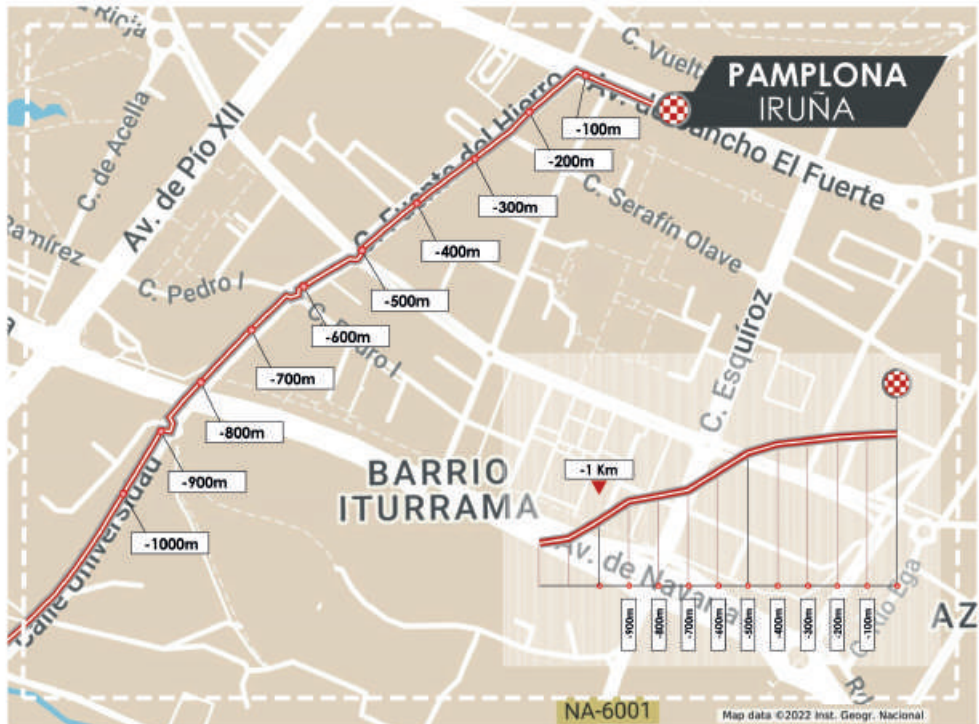 Rioja
C. Vuelt
PAMPLONA
IRUÑA
C. de Acella
Av. de Pío XII
C. Fuente del Hierro
Av. de Sancho El Fuerte
-100m
-200m
-300m
C. Serafín Olave
-400m
Ramírez
C. Pedro I
-500m
C. Pedro I
-600m
-700m
C. Esquíroz
-800m
-900m
-1000m
Calle Universidad
BARRIO
ITURRAMA
-1 Km
Av. de Navarra
-900m
-800m
-700m
-600m
-500m
-400m
-300m
-200m
-100m
AZ
NA-6001
Map data ©2022 Inst. Geogr. Nacional